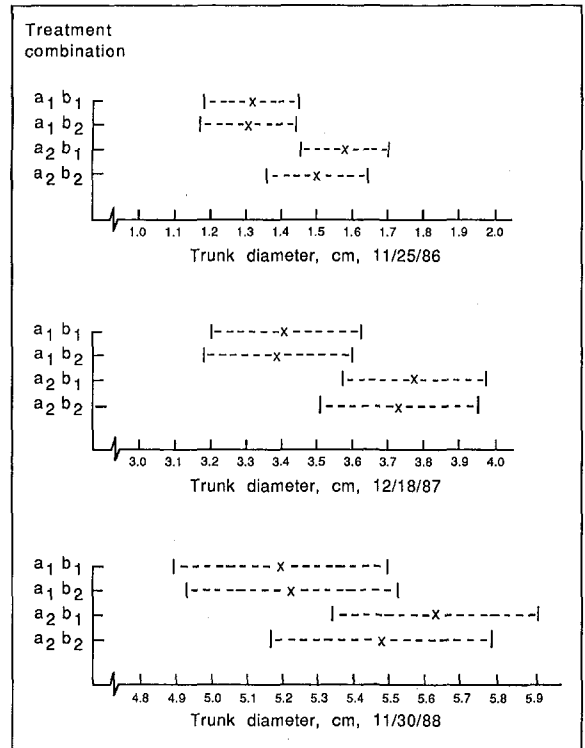 Treatment
combination
a1 b1
a1 b2
a2 b1
a2 b2
1.0 1.1 1.2 1.3 1.4 1.5 1.6 1.7 1.8 1.9 2.0
Trunk diameter, cm, 11/25/86
a1 b1
a1 b2
a2 b1
a2 b2
3.0 3.1 3.2 3.3 3.4 3.5 3.6 3.7 3.8 3.9 4.0
Trunk diameter, cm, 12/18/87
a1 b1
a1 b2
a2 b1
a2 b2
4.8 4.9 5.0 5.1 5.2 5.3 5.4 5.5 5.6 5.7 5.8 5.9
Trunk diameter, cm, 11/30/88